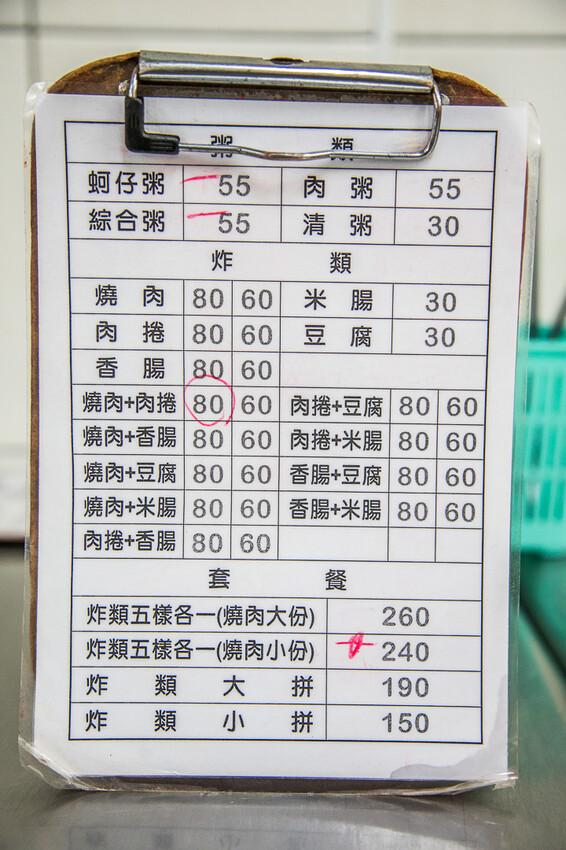 粥 類
蚵仔粥 55 肉粥 55
綜合粥 55 清粥 30
炸 類
燒肉 80 60 米腸 30
肉捲 80 60 豆腐 30
香腸 80 60
燒肉+肉捲 80 60 肉捲+豆腐 80 60
燒肉+香腸 80 60 肉捲+米腸 80 60
燒肉+豆腐 80 60 香腸+豆腐 80 60
燒肉+米腸 80 60 香腸+米腸 80 60
肉捲+香腸 80 60
套 餐
炸類五樣各一(燒肉大份) 260
炸類五樣各一(燒肉小份) 240
炸類大拼 190
炸類小拼 150